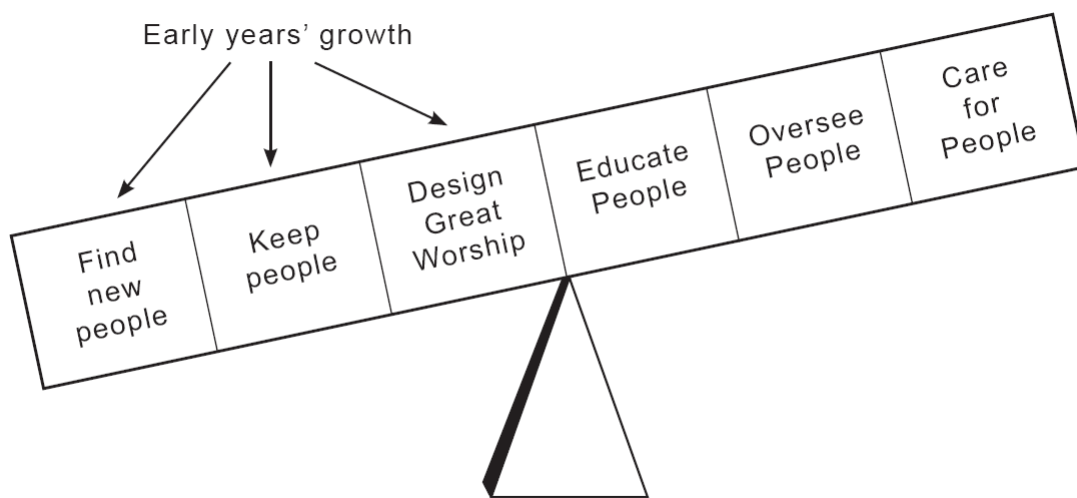 Early years’ growth
Find
new
people
Keep
people
Design
Great
Worship
Educate
People
Oversee
People
Care
for
People